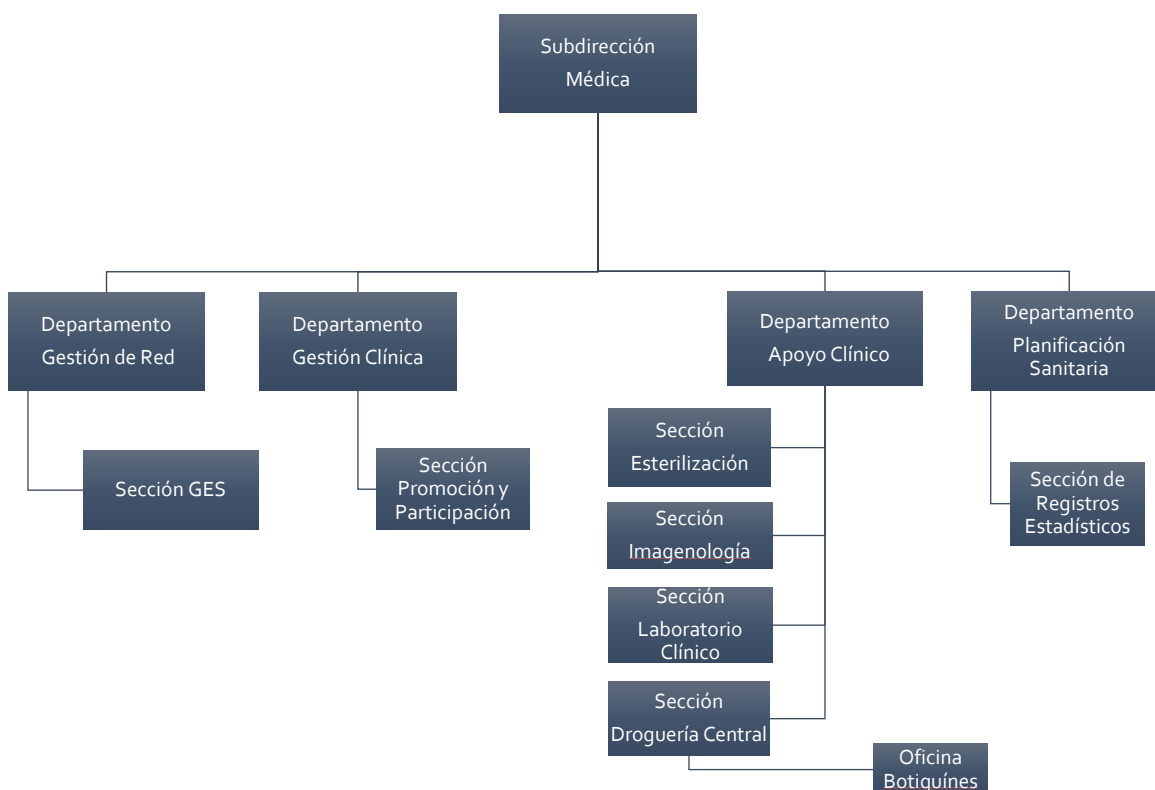 Subdirección
Médica
Departamento
Gestión de Red
Departamento
Gestión Clínica
Departamento
Apoyo Clínico
Departamento
Planificación
Sanitaria
Sección GES
Sección
Promoción y
Participación
Sección
Esterilización
Sección
Imagenología
Sección
Laboratorio
Clínico
Sección
Droguería Central
Oficina
Botiquínes
Sección de
Registros
Estadísticos